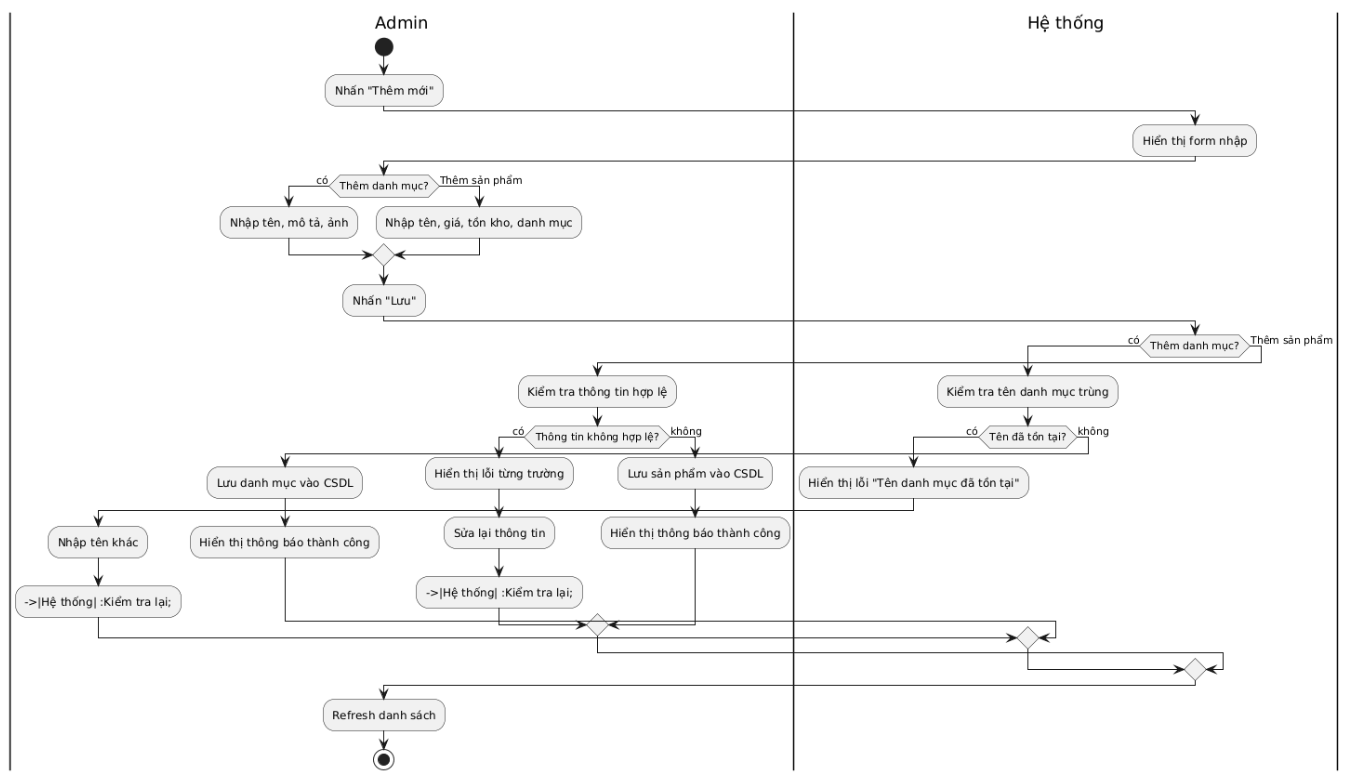 Admin
Hệ thống
Nhấn "Thêm mới"
Hiển thị form nhập
có
Thêm danh mục?
Thêm sản phẩm
Nhập tên, mô tả, ảnh
Nhập tên, giá, tồn kho, danh mục
Nhấn "Lưu"
có
Thêm danh mục?
Thêm sản phẩm
Kiểm tra thông tin hợp lệ
Kiểm tra tên danh mục trùng
có
Thông tin không hợp lệ?
không
có
Tên đã tồn tại?
không
Lưu danh mục vào CSDL
Hiển thị lỗi từng trường
Lưu sản phẩm vào CSDL
Hiển thị lỗi "Tên danh mục đã tồn tại"
Nhập tên khác
Hiển thị thông báo thành công
Sửa lại thông tin
Hiển thị thông báo thành công
->|Hệ thống| :Kiểm tra lại;
->|Hệ thống| :Kiểm tra lại;
Refresh danh sách